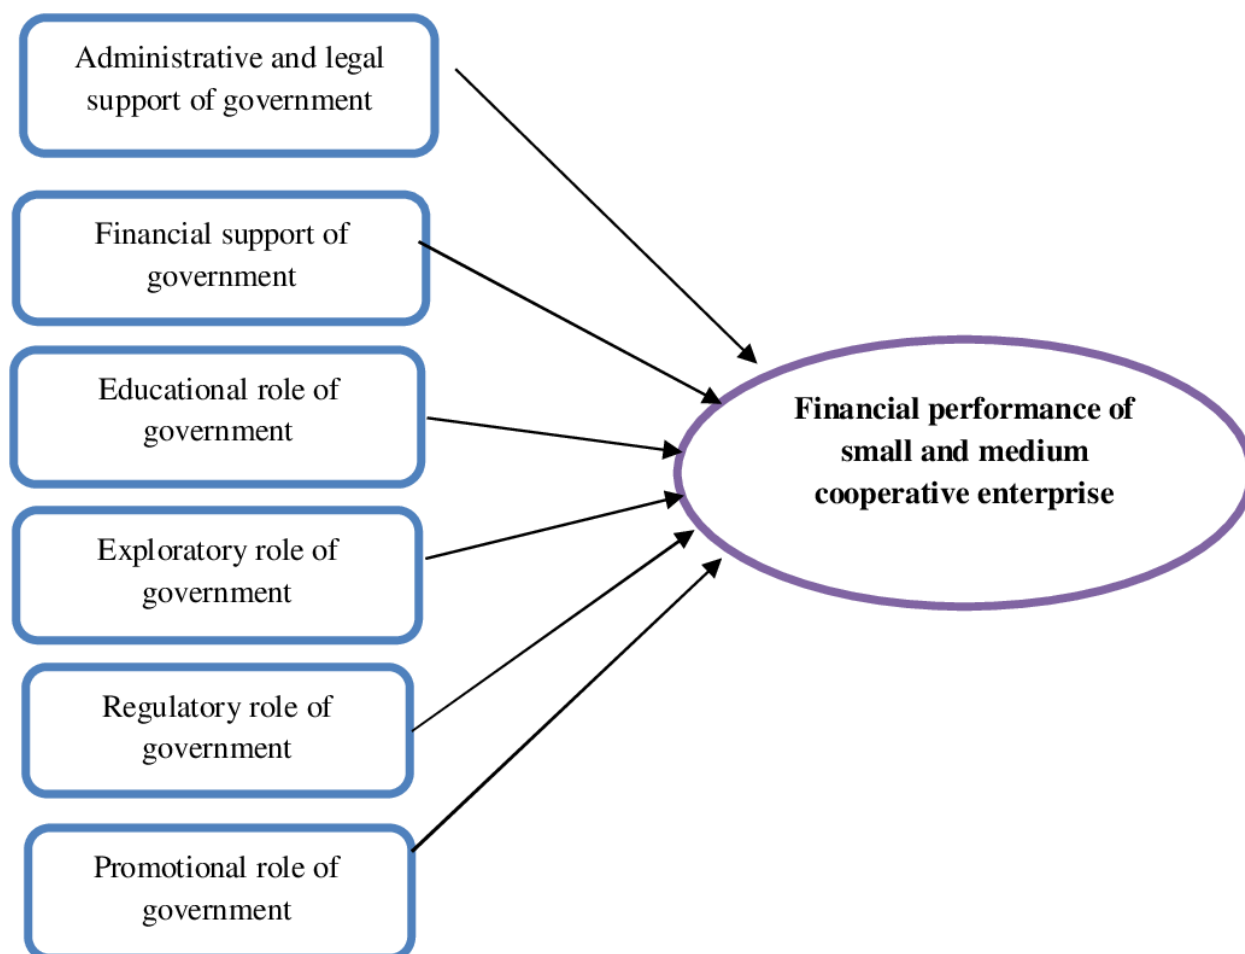 Administrative and legal
support of government
Financial support of
government
Educational role of
government
Exploratory role of
government
Regulatory role of
government
Promotional role of
government
Financial performance of
small and medium
cooperative enterprise